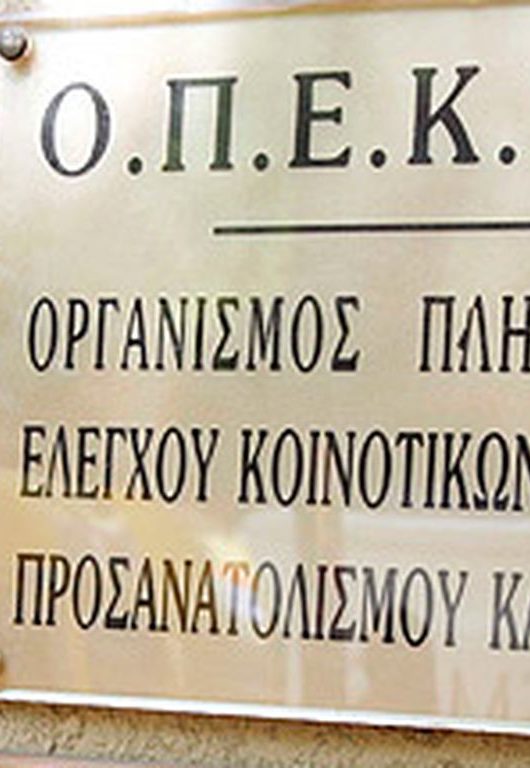 Ο.Π.Ε.Κ.
ΟΡΓΑΝΙΣΜΟΣ ΠΛΗ
ΕΛΕΓΧΟΥ ΚΟΙΝΟΤΙΚΩΝ
ΠΡΟΣΑΝΑΤΟΛΙΣΜΟΥ ΚΑ